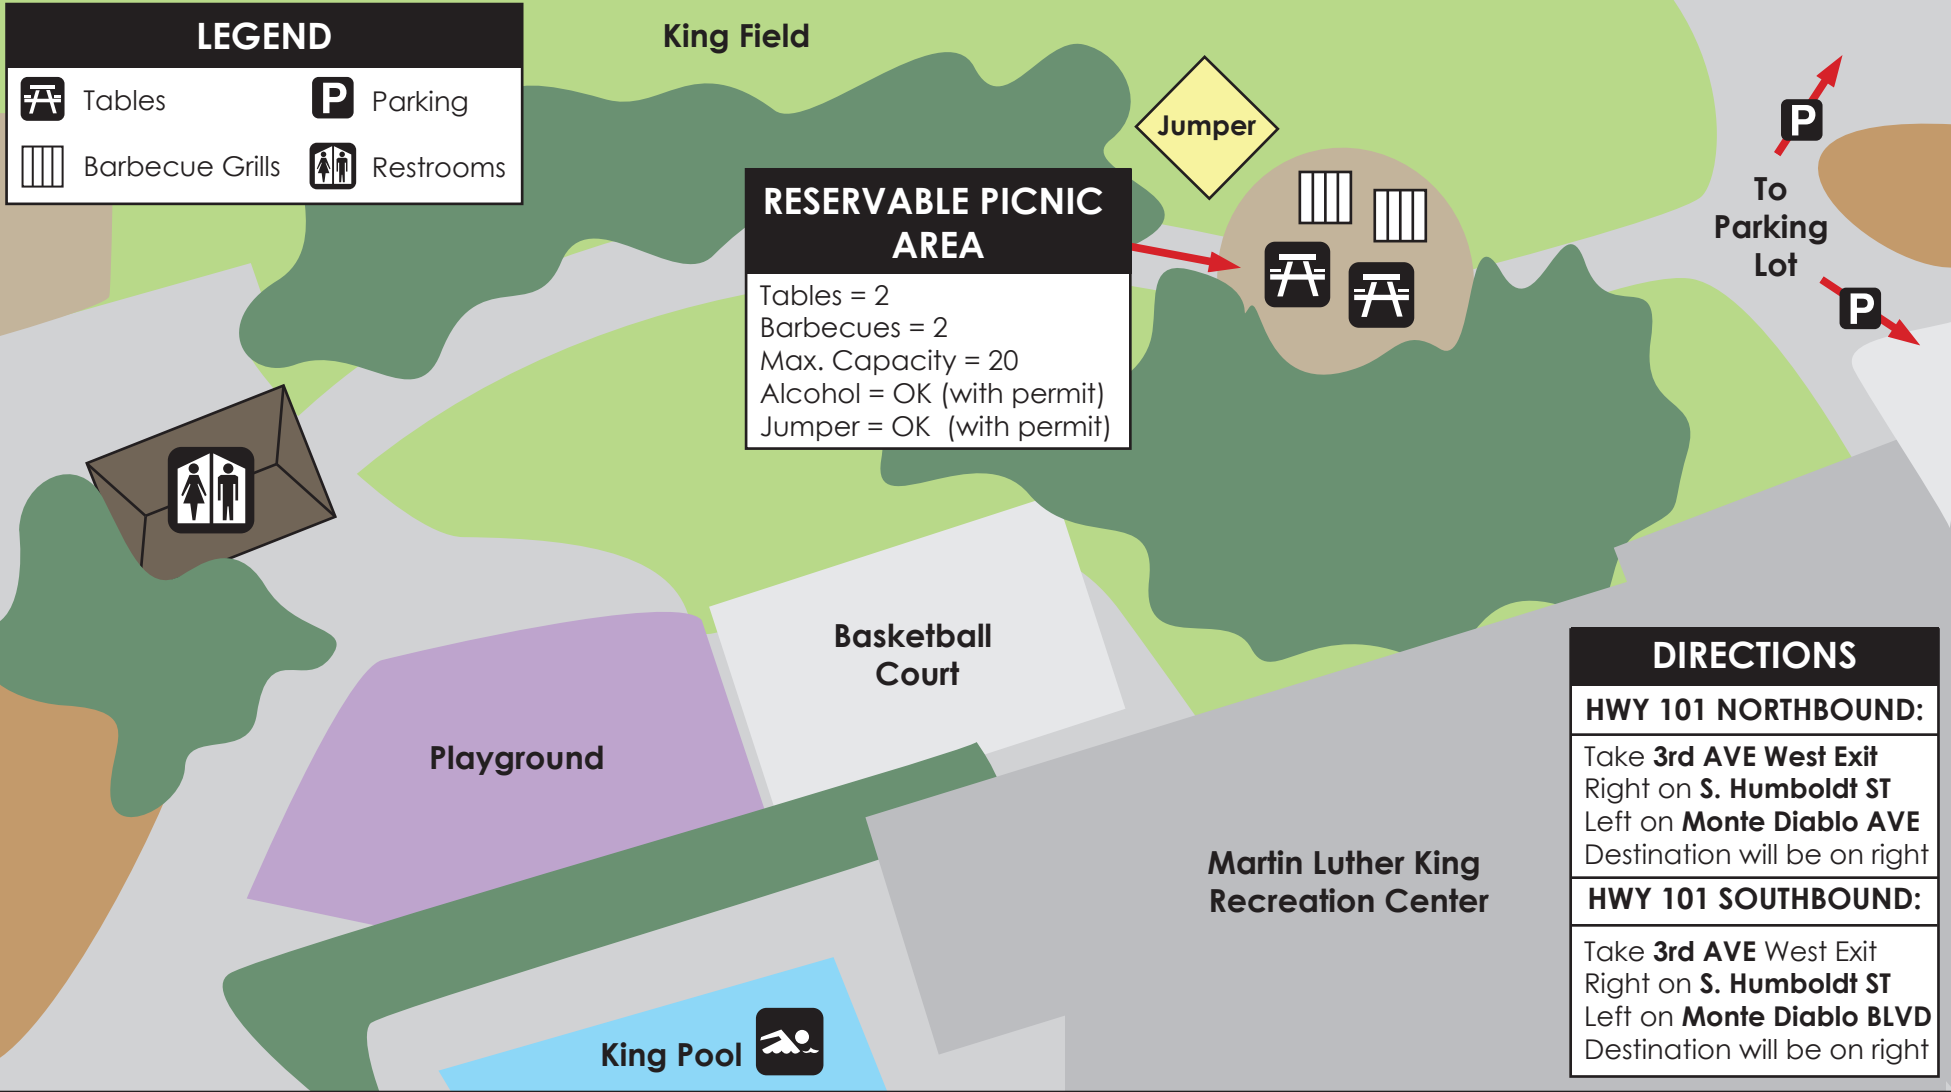 LEGEND
Tables
P Parking
Barbecue Grills
Restrooms
King Field
Jumper
RESERVABLE PICNIC
AREA
Tables = 2
Barbecues = 2
Max. Capacity = 20
Alcohol = OK (with permit)
Jumper = OK (with permit)
P
To
Parking
Lot
P
Basketball
Court
Playground
Martin Luther King
Recreation Center
King Pool
DIRECTIONS
HWY 101 NORTHBOUND:
Take 3rd AVE West Exit
Right on S. Humboldt ST
Left on Monte Diablo AVE
Destination will be on right
HWY 101 SOUTHBOUND:
Take 3rd AVE West Exit
Right on S. Humboldt ST
Left on Monte Diablo BLVD
Destination will be on right